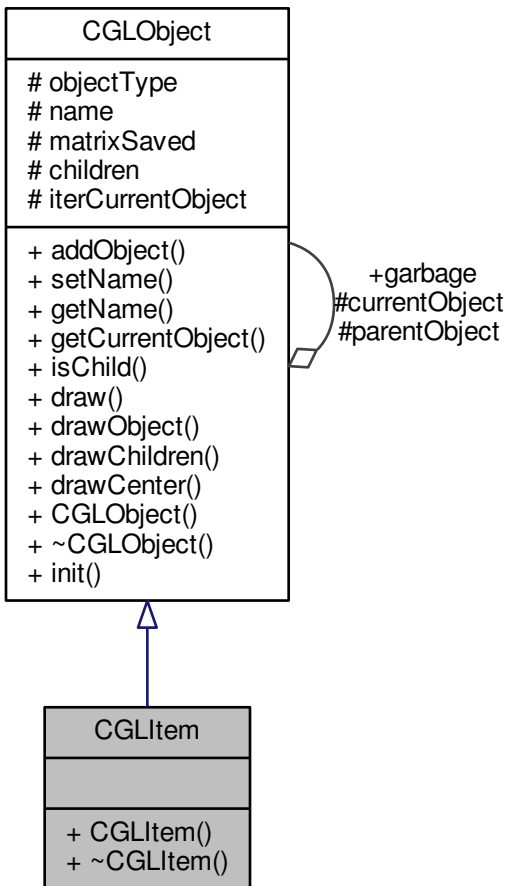 CGLObject
# objectType
# name
# matrixSaved
# children
# iterCurrentObject
+ addObject()
+ setName()
+ getName()
+ getCurrentObject()
+ isChild()
+ draw()
+ drawObject()
+ drawChildren()
+ drawCenter()
+ CGLObject()
+ ~CGLObject()
+ init()
+garbage
#currentObject
#parentObject
CGLItem
+ CGLItem()
+ ~CGLItem()